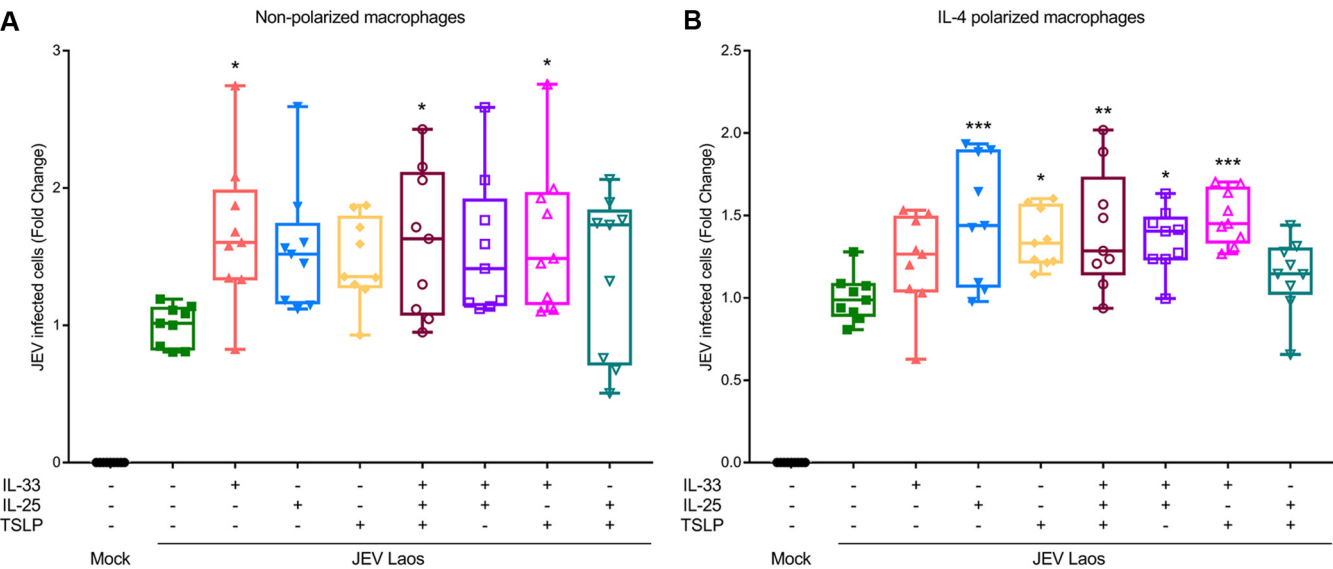 A
Non-polarized macrophages
JEV infected cells (Fold Change)
3
2
1
0
* * *
IL-33 - - + - - + + + -
IL-25 - - - + - + + - +
TSLP - - - - + + - + +
Mock JEV Laos
B
IL-4 polarized macrophages
JEV infected cells (Fold Change)
2.5
2.0
1.5
1.0
0.5
0.0
*** * ** * ***
IL-33 - - + - - + + + -
IL-25 - - - + - + + - +
TSLP - - - - + + - + +
Mock JEV Laos